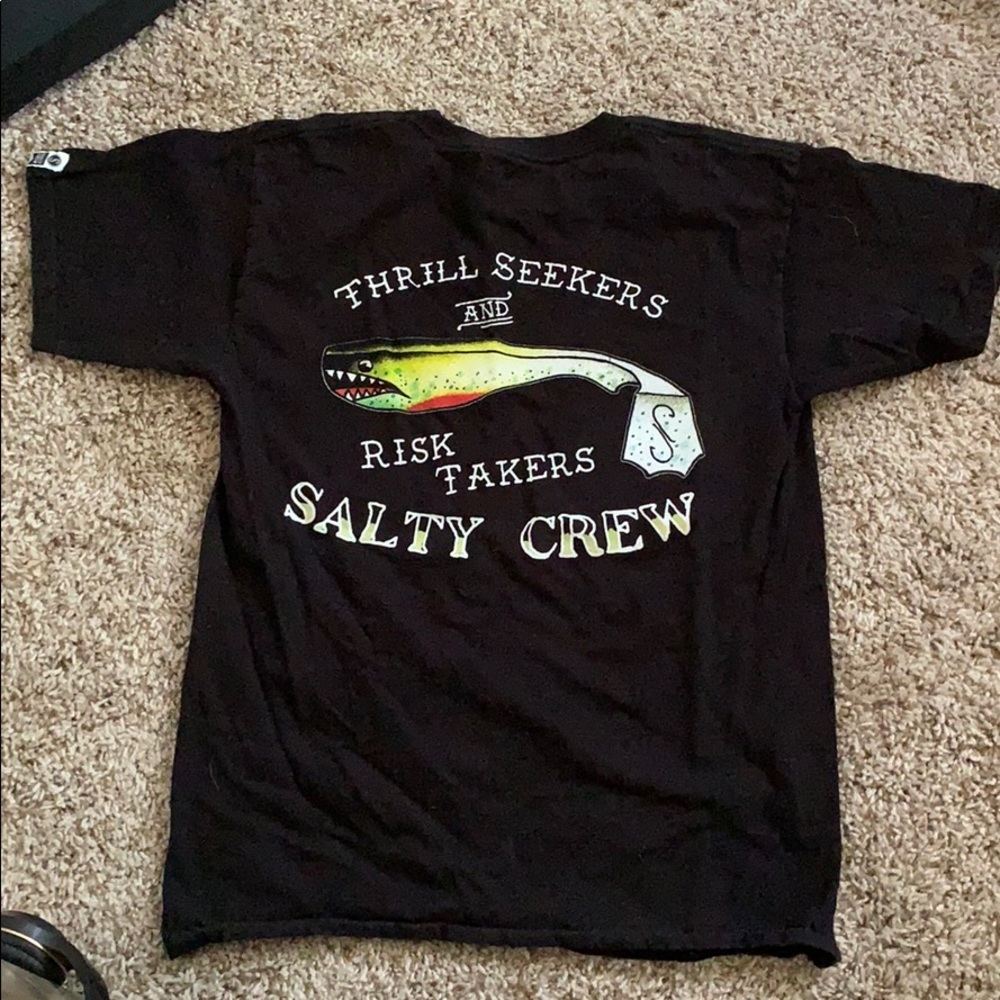 THRILL SEEKERS
AND
S
RISK
TAKERS
SALTY CREW